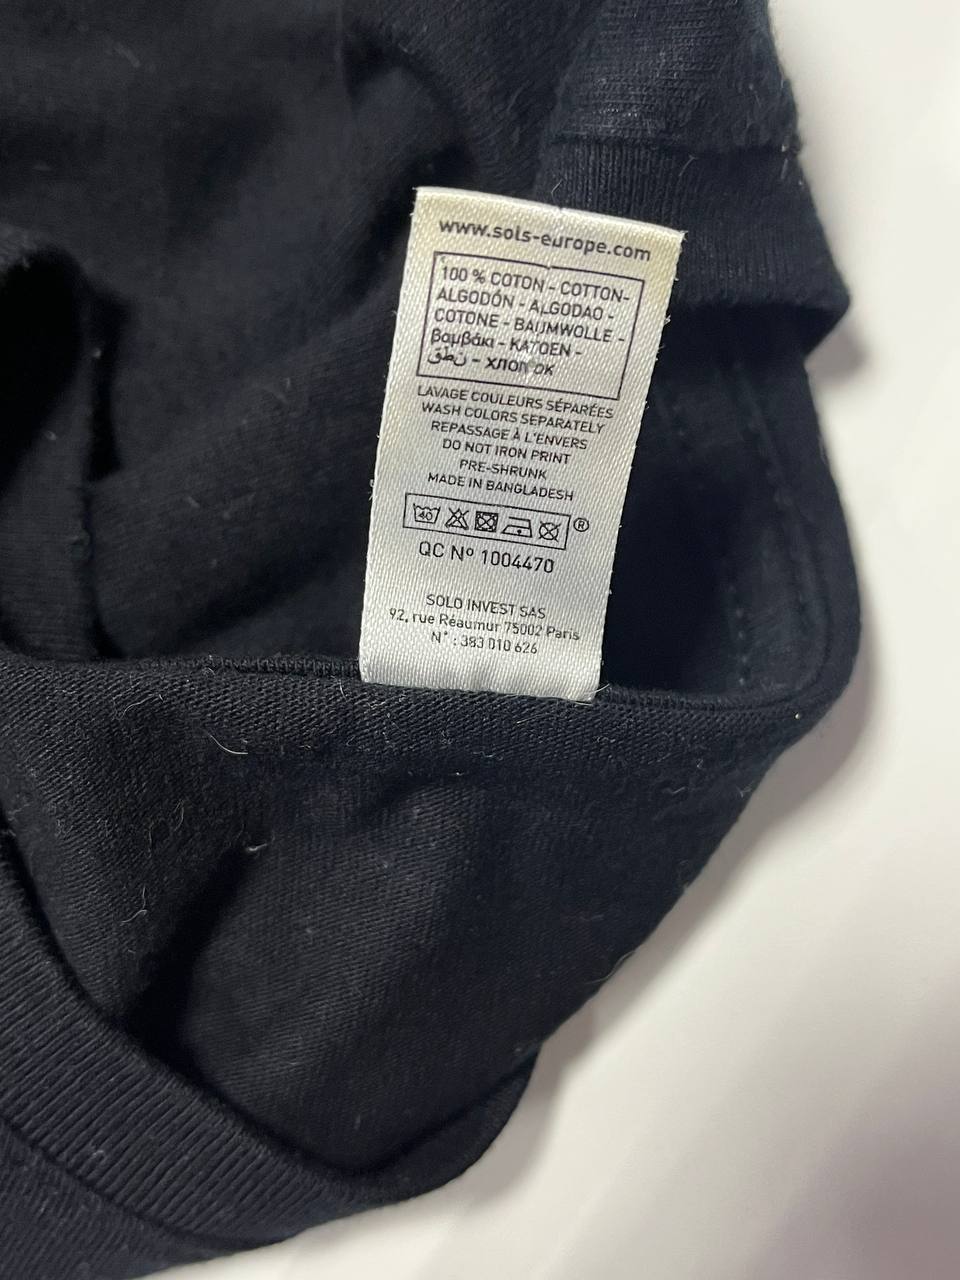 www.sols-europe.com
100 % COTON - COTTON-
ALGODÓN - ALGODAO -
COTONE - BAUMWOLLE -
βαμβάκι - KATOEN -
قطن - хлопок
LAVAGE COULEURS SÉPARÉES
WASH COLORS SEPARATELY
REPASSAGE À L'ENVERS
DO NOT IRON PRINT
PRE-SHRUNK
MADE IN BANGLADESH
40 ®
QC Nº 1004470
SOLO INVEST SAS
92, rue Réaumur 75002 Paris
N° : 383 010 626